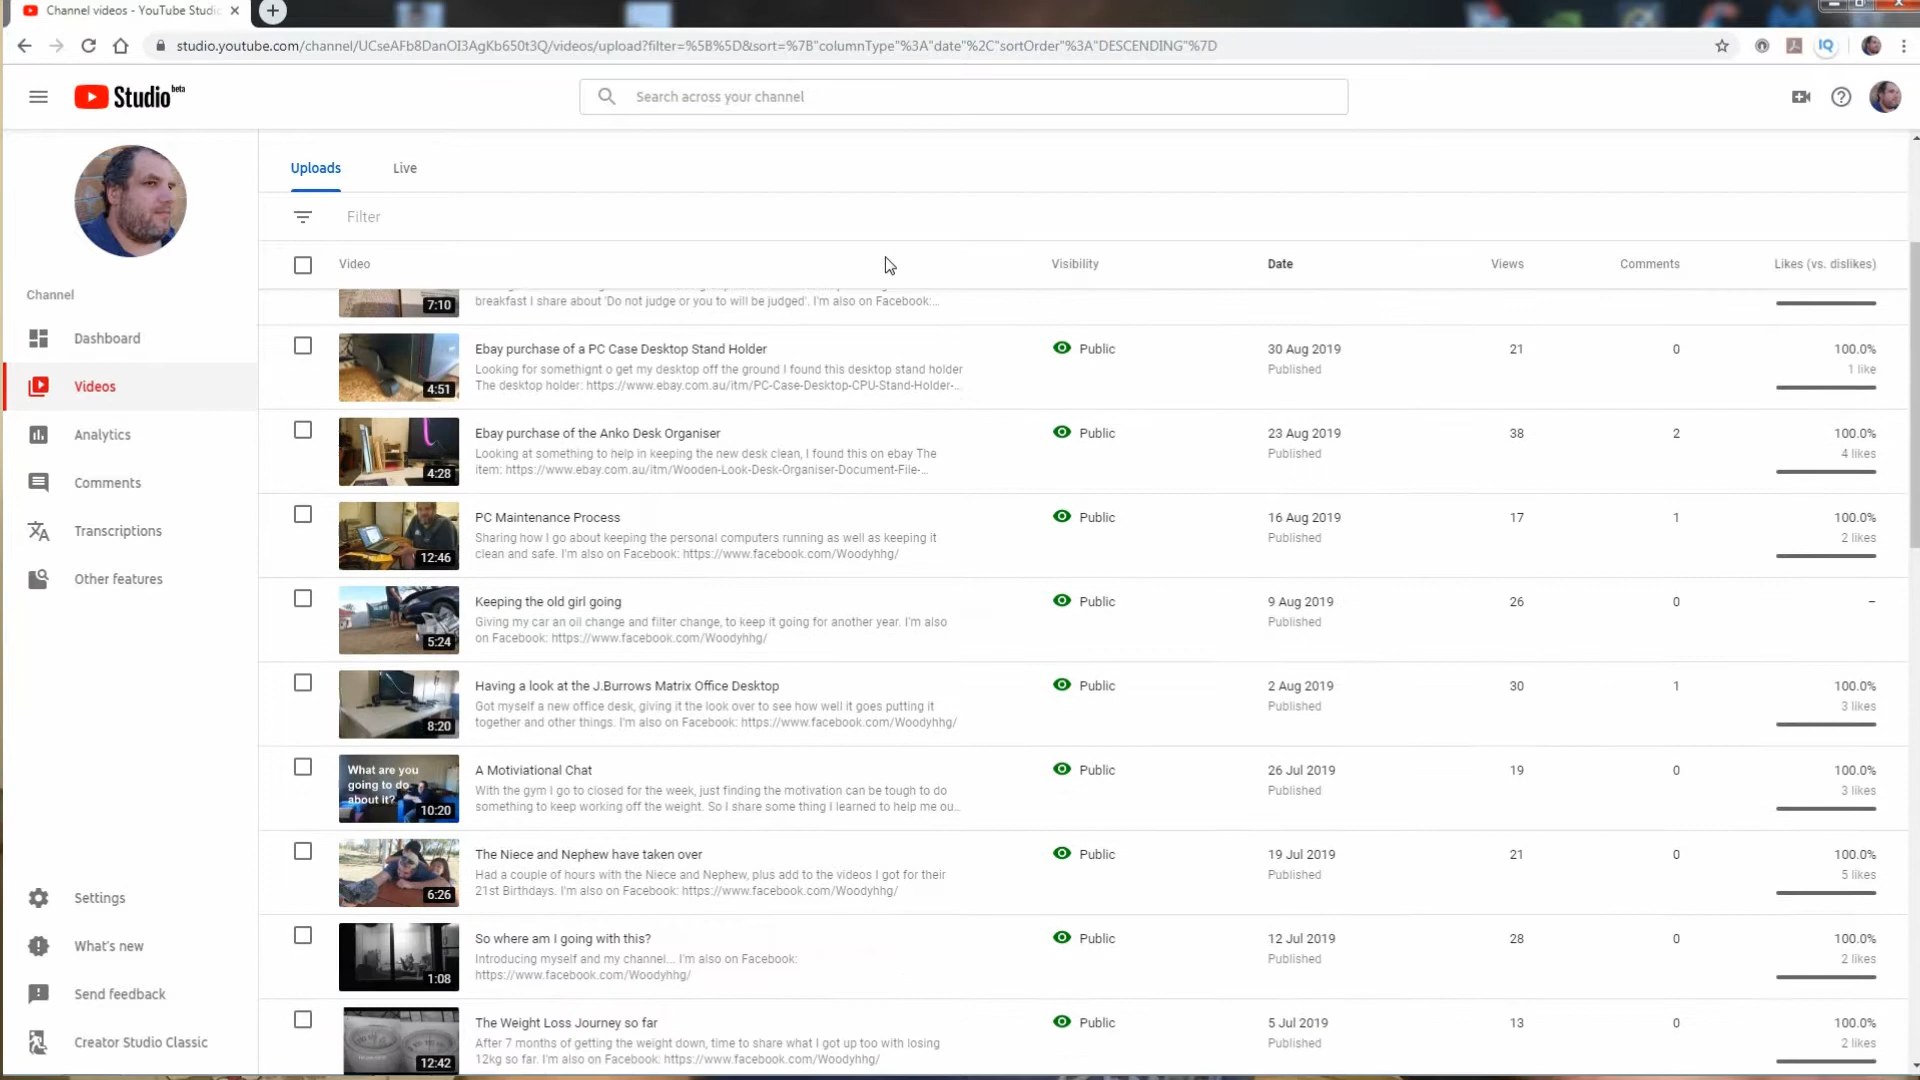 Channel videos - YouTube Studi
studio.youtube.com/channel/UCseAFb8DanOI3AgKb650t3Q/videos/upload?filter=%5B%5D&sort=%7B"columnType"%3A"date"%2C"sortOrder"%3A"DESCENDING"%7D
IQ
Studio beta
Search across your channel
Uploads
Live
Filter
Video
Visibility
Date
Views
Comments
Likes (vs. dislikes)
Channel
Dashboard
Videos
Analytics
Comments
Transcriptions
Other features
Settings
What's new
Send feedback
Creator Studio Classic
7:10
breakfast I share about 'Do not judge or you to will be judged'. I'm also on Facebook:...
4:51
Ebay purchase of a PC Case Desktop Stand Holder
Looking for somethignt o get my desktop off the ground I found this desktop stand holder
The desktop holder: https://www.ebay.com.au/itm/PC-Case-Desktop-CPU-Stand-Holder-...
Public
30 Aug 2019
Published
21
0
100.0%
1 like
4:28
Ebay purchase of the Anko Desk Organiser
Looking at something to help in keeping the new desk clean, I found this on ebay The
item: https://www.ebay.com.au/itm/Wooden-Look-Desk-Organiser-Document-File-...
Public
23 Aug 2019
Published
38
2
100.0%
4 likes
12:46
PC Maintenance Process
Sharing how I go about keeping the personal computers running as well as keeping it
clean and safe. I'm also on Facebook: https://www.facebook.com/Woodyhhg/
Public
16 Aug 2019
Published
17
1
100.0%
2 likes
5:24
Keeping the old girl going
Giving my car an oil change and filter change, to keep it going for another year. I'm also
on Facebook: https://www.facebook.com/Woodyhhg/
Public
9 Aug 2019
Published
26
0
–
8:20
Having a look at the J.Burrows Matrix Office Desktop
Got myself a new office desk, giving it the look over to see how well it goes putting it
together and other things. I'm also on Facebook: https://www.facebook.com/Woodyhhg/
Public
2 Aug 2019
Published
30
1
100.0%
3 likes
What are you
going to do
about it?
10:20
A Motiviational Chat
With the gym I go to closed for the week, just finding the motivation can be tough to do
something to keep working off the weight. So I share some thing I learned to help me ou...
Public
26 Jul 2019
Published
19
0
100.0%
3 likes
6:26
The Niece and Nephew have taken over
Had a couple of hours with the Niece and Nephew, plus add to the videos I got for their
21st Birthdays. I'm also on Facebook: https://www.facebook.com/Woodyhhg/
Public
19 Jul 2019
Published
21
0
100.0%
5 likes
1:08
So where am I going with this?
Introducing myself and my channel... I'm also on Facebook:
https://www.facebook.com/Woodyhhg/
Public
12 Jul 2019
Published
28
0
100.0%
2 likes
12:42
The Weight Loss Journey so far
After 7 months of getting the weight down, time to share what I got up too with losing
12kg so far. I'm also on Facebook: https://www.facebook.com/Woodyhhg/
Public
5 Jul 2019
Published
13
0
100.0%
2 likes